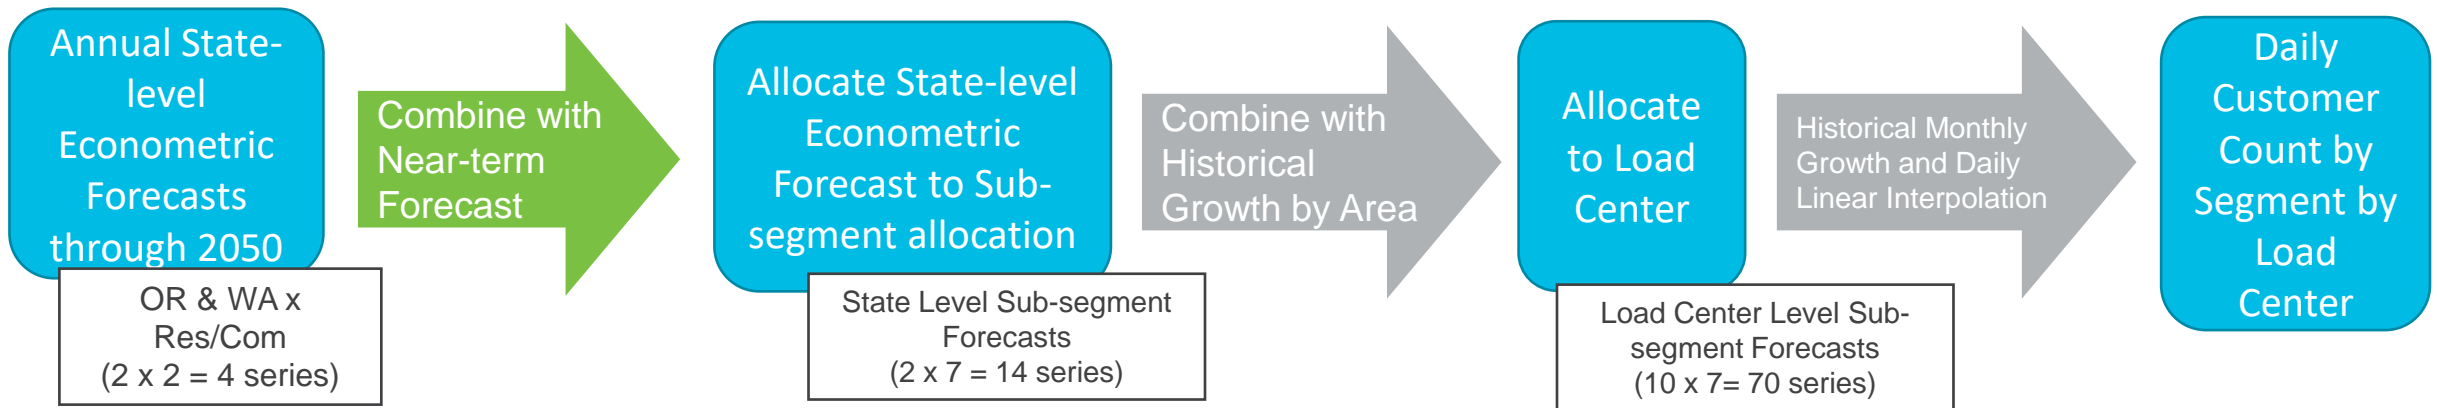 Annual State-
level
Econometric
Forecasts
through 2050
OR & WA x
Res/Com
(2 x 2 = 4 series)
Combine with
Near-term
Forecast
Allocate State-level
Econometric
Forecast to Sub-
segment allocation
State Level Sub-segment
Forecasts
(2 x 7 = 14 series)
Combine with
Historical
Growth by Area
Allocate
to Load
Center
Load Center Level Sub-
segment Forecasts
(10 x 7= 70 series)
Historical Monthly
Growth and Daily
Linear Interpolation
Daily
Customer
Count by
Segment by
Load
Center